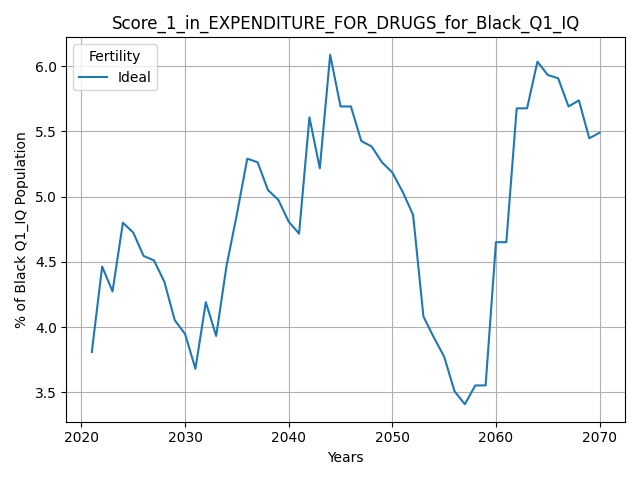 Score_1_in_EXPENDITURE_FOR_DRUGS_for_Black_Q1_IQ
Fertility
Ideal
% of Black Q1_IQ Population
6.0
5.5
5.0
4.5
4.0
3.5
2020 2030 2040 2050 2060 2070
Years